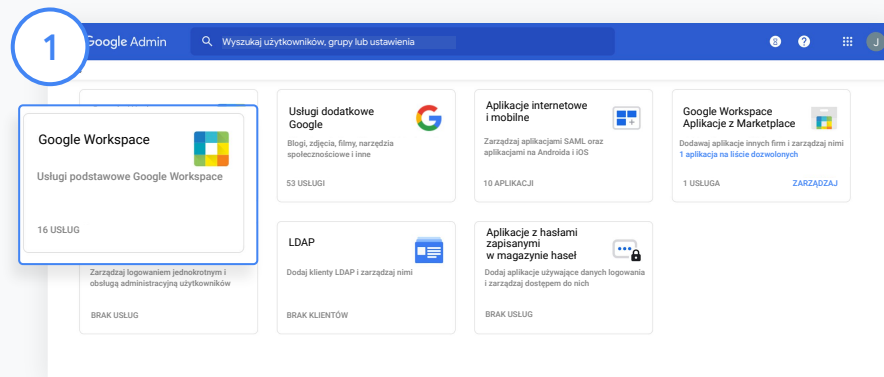 1
Google Admin
Wyszukaj użytkowników, grupy lub ustawienia
J
Google Workspace
Usługi podstawowe Google Workspace
16 USŁUG
Usługi dodatkowe
Google
Blogi, zdjęcia, filmy, narzędzia
społecznościowe i inne
53 USŁUGI
Aplikacje internetowe
i mobilne
Zarządzaj aplikacjami SAML oraz
aplikacjami na Androida i iOS
10 APLIKACJI
Google Workspace
Aplikacje z Marketplace
Dodawaj aplikacje innych firm i zarządzaj nimi
1 aplikacja na liście dozwolonych
1 USŁUGA
ZARZĄDZAJ
Zarządzaj logowaniem jednokrotnym i
obsługą administracyjną użytkowników
BRAK USŁUG
LDAP
Dodaj klienty LDAP i zarządzaj nimi
BRAK KLIENTÓW
Aplikacje z hasłami
zapisanymi
w magazynie haseł
Dodaj aplikacje używające danych logowania
i zarządzaj dostępem do nich
BRAK USŁUG